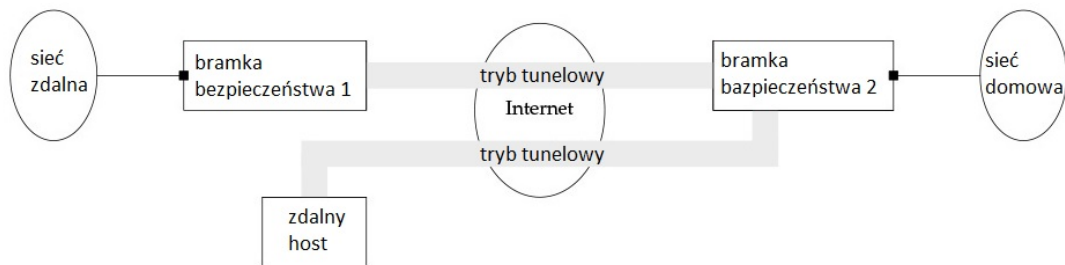 sieć
zdalna
bramka
bezpieczeństwa 1
tryb tunelowy
Internet
bramka
bazpieczeństwa 2
sieć
domowa
tryb tunelowy
zdalny
host